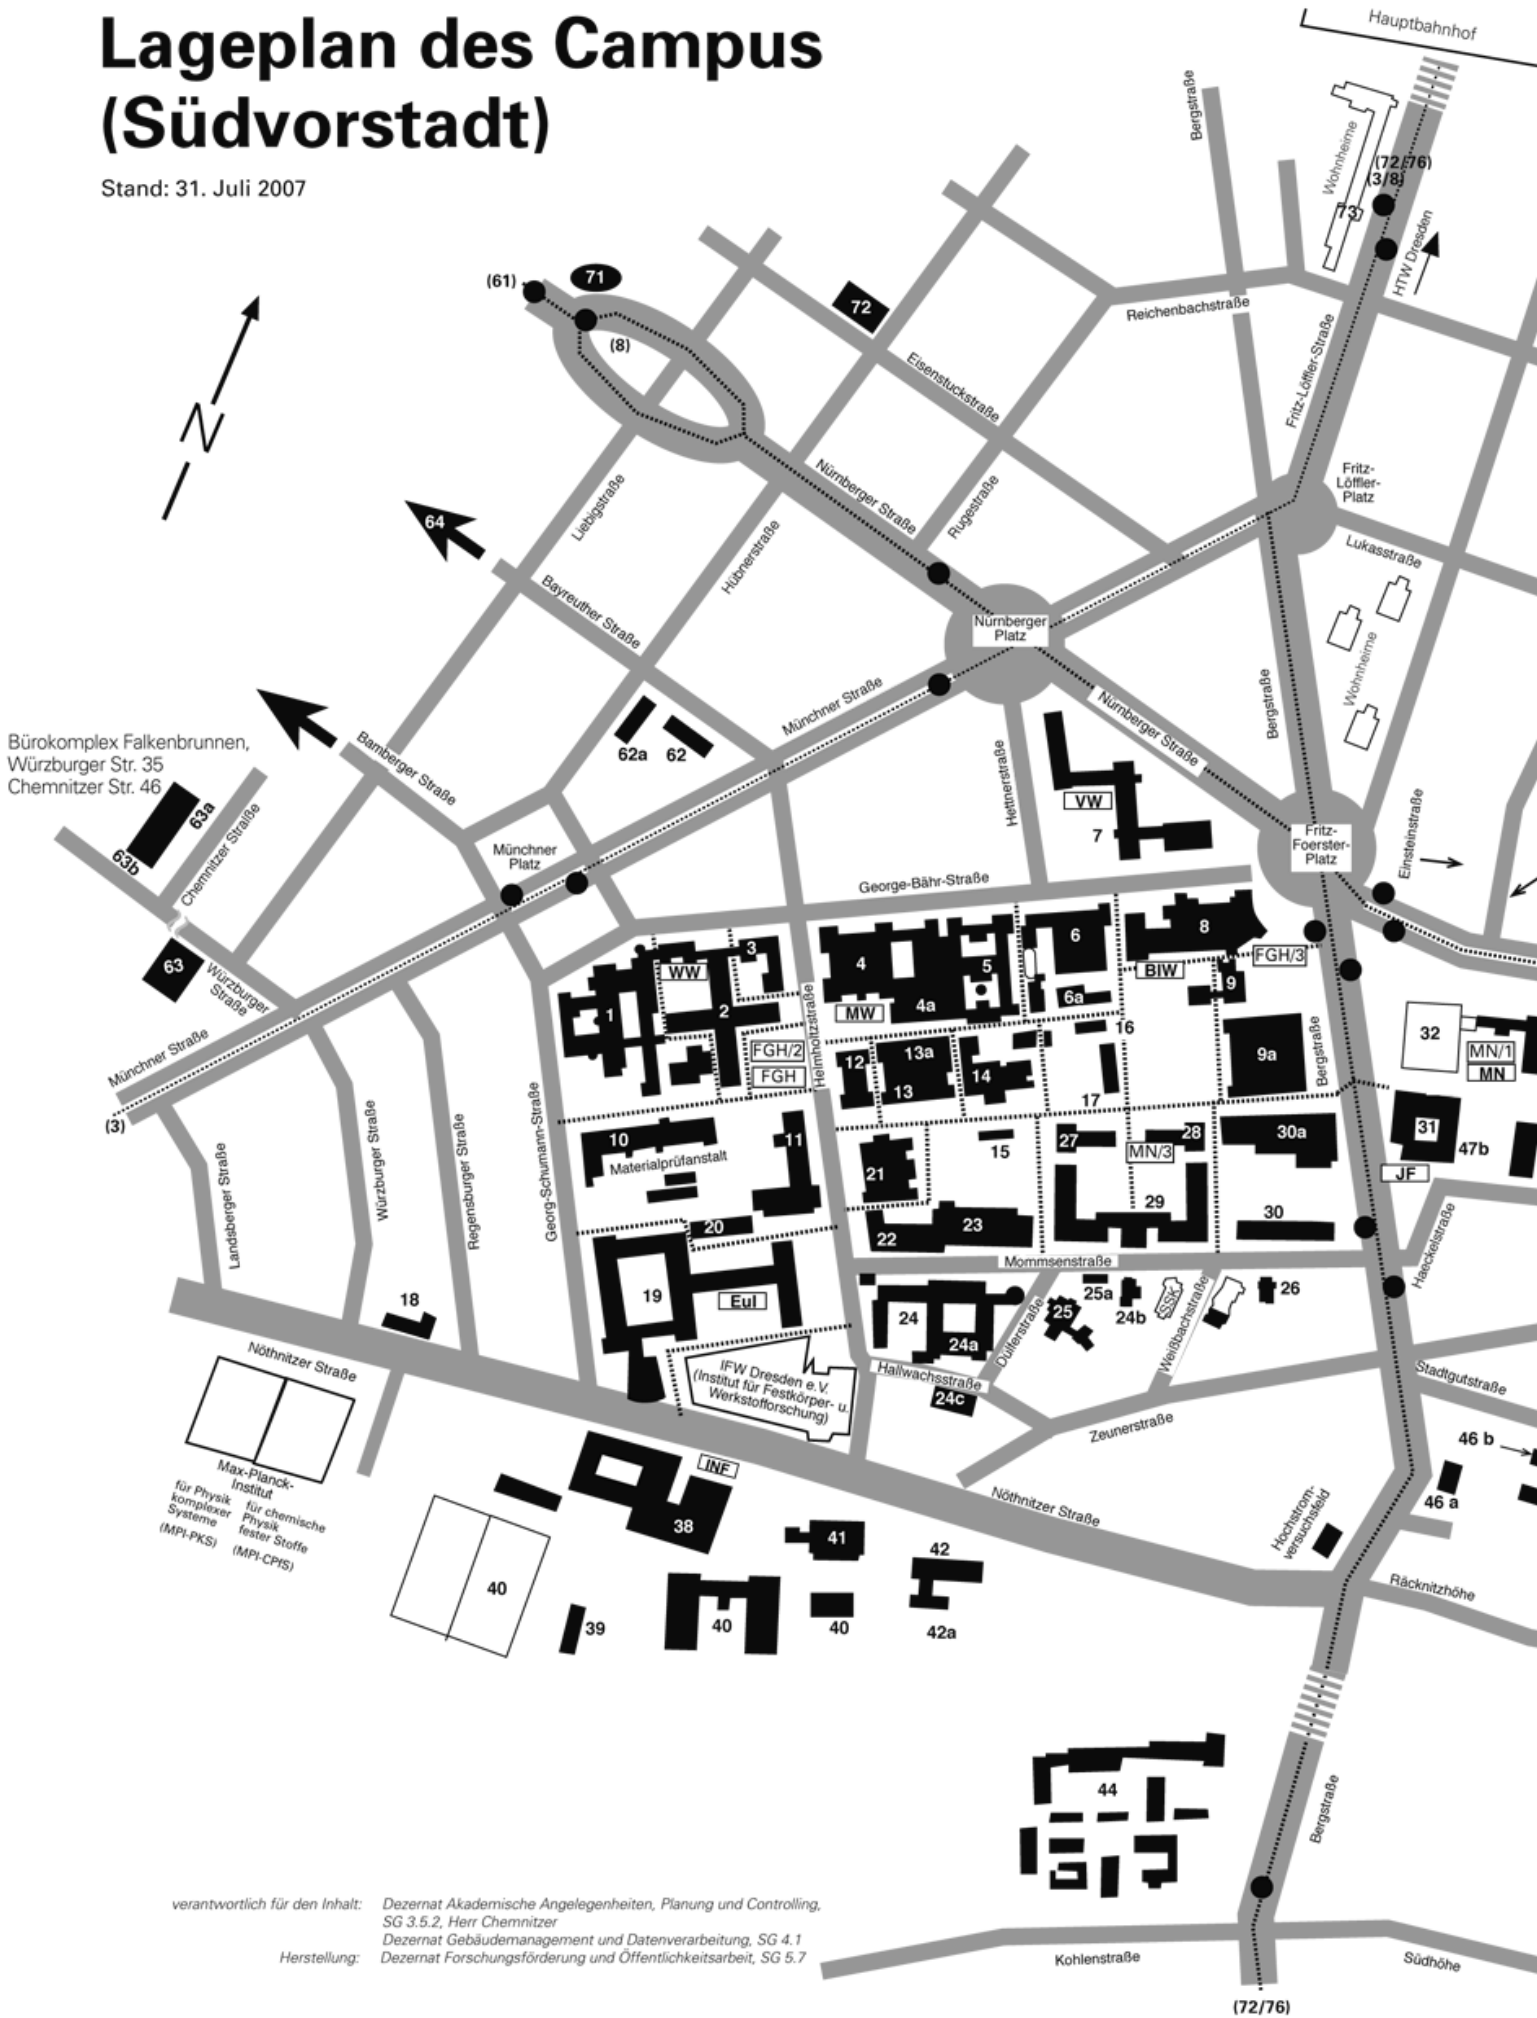 Lageplan des Campus
(Südvorstadt)
Stand: 31. Juli 2007
Hauptbahnhof
Bergstraße
Wohnheime
(72/76)
(3/8)
73
HTW Dresden
(61)
71
72
(8)
Reichenbachstraße
Fritz-Löffler-Straße
Eisenstuckstraße
N
Nürnberger Straße
Rugestraße
Fritz-
Löffler-
Platz
Lukasstraße
64
Liebigstraße
Hübnerstraße
Bayreuther Straße
Nürnberger
Platz
Wohnheime
Bergstraße
Münchner Straße
Nürnberger Straße
62a
62
Bürokomplex Falkenbrunnen,
Würzburger Str. 35
Chemnitzer Str. 46
Bamberger Straße
63a
63b
Chemnitzer Straße
Hettnerstraße
VW
7
Fritz-
Foerster-
Platz
Einsteinstraße
Münchner
Platz
George-Bähr-Straße
63
Würzburger
Straße
Münchner Straße
(3)
WW
3
1
2
4
5
4a
MW
6
6a
8
BIW
FGH/3
9
9a
16
FGH/2
FGH
Helmholtzstraße
12
13a
13
14
17
Bergstraße
32
MN/1
MN
31
47b
JF
Landsberger Straße
Würzburger Straße
Regensburger Straße
Georg-Schumann-Straße
10
Materialprüfanstalt
11
15
27
28
MN/3
30a
21
20
22
23
29
30
Mommsenstraße
Haeckelstraße
18
19
EuI
24
24a
25
25a
24b
SSK
26
Dülferstraße
Weißbachstraße
Nöthnitzer Straße
IFW Dresden e.V.
(Institut für Festkörper- u.
Werkstofforschung)
Hallwachsstraße
24c
Stadtgutstraße
Zeunerstraße
Max-Planck-
Institut
für Physik
komplexer
Systeme
(MPI-PKS)
für chemische
Physik
fester Stoffe
(MPI-CPfS)
INF
38
Nöthnitzer Straße
46 b
46 a
Hochstrom-
versuchsfeld
41
42
40
39
40
40
42a
Räcknitzhöhe
44
Bergstraße
verantwortlich für den Inhalt: Dezernat Akademische Angelegenheiten, Planung und Controlling,
SG 3.5.2, Herr Chemnitzer
Dezernat Gebäudemanagement und Datenverarbeitung, SG 4.1
Herstellung: Dezernat Forschungsförderung und Öffentlichkeitsarbeit, SG 5.7
Kohlenstraße
Südhöhe
(72/76)